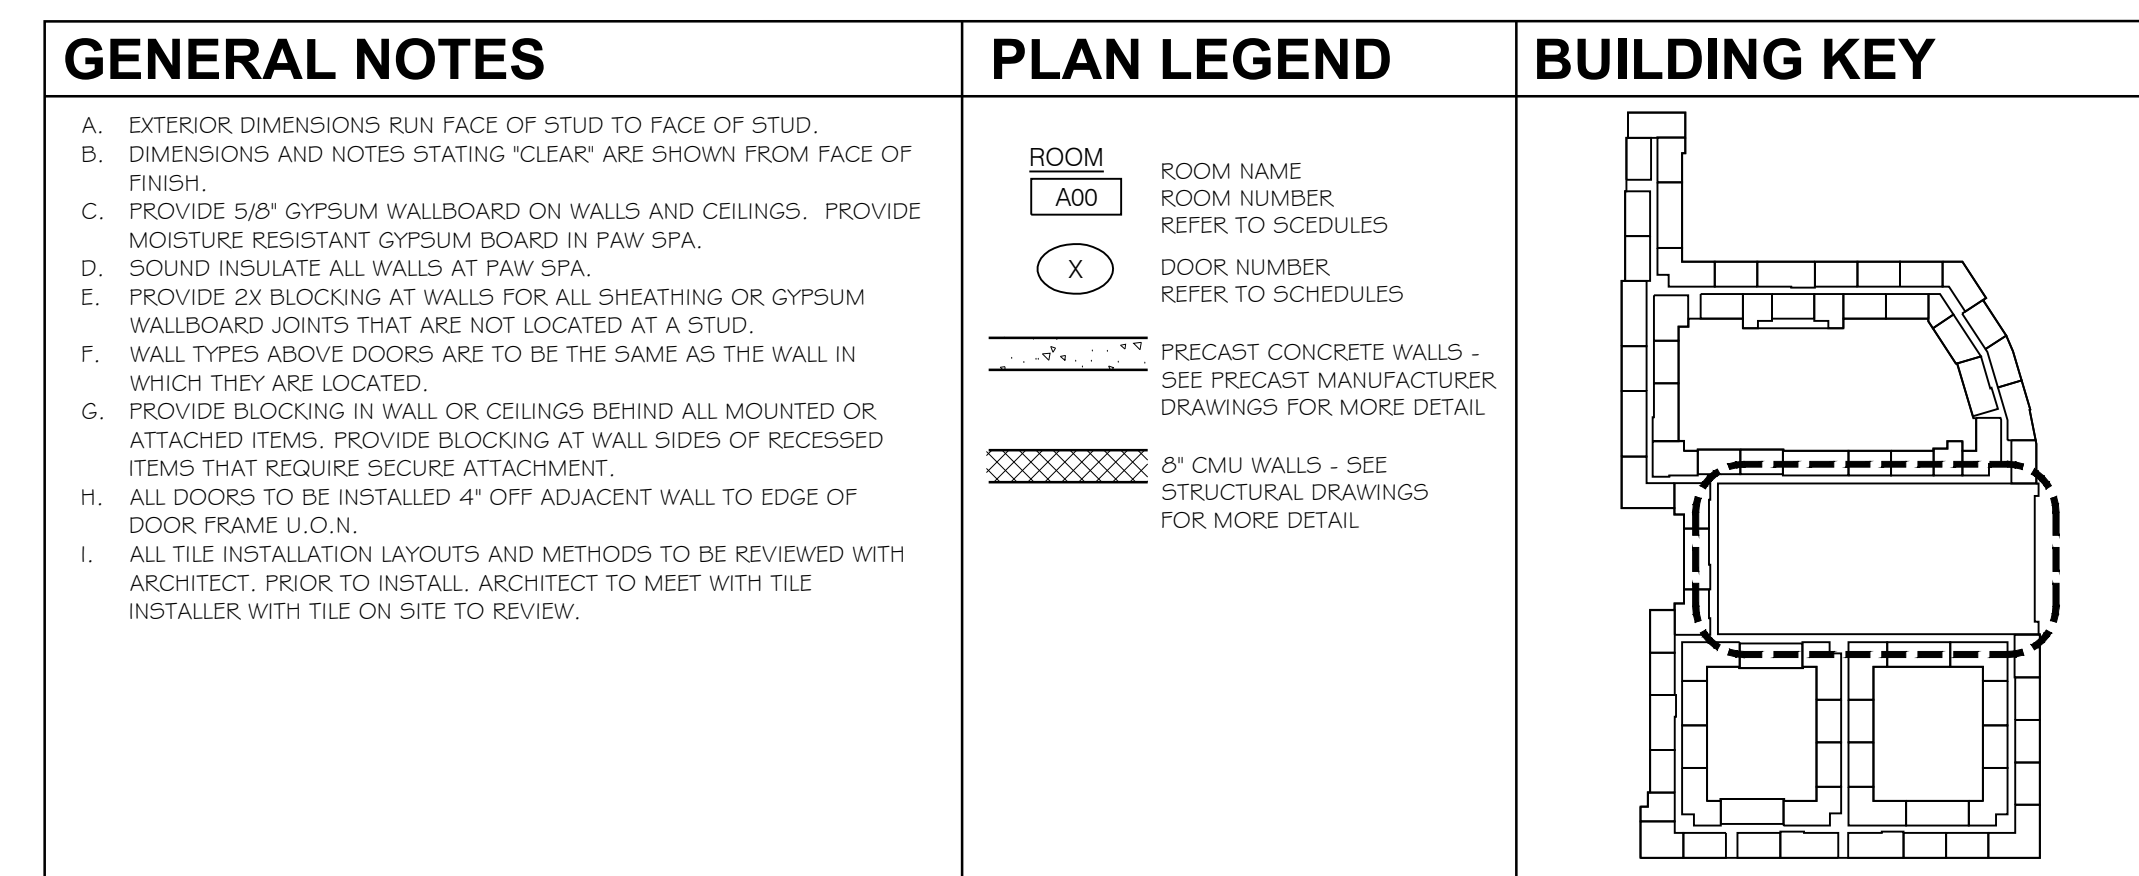 GENERAL NOTES
A. EXTERIOR DIMENSIONS RUN FACE OF STUD TO FACE OF STUD.
B. DIMENSIONS AND NOTES STATING "CLEAR" ARE SHOWN FROM FACE OF
FINISH.
C. PROVIDE 5/8" GYPSUM WALLBOARD ON WALLS AND CEILINGS. PROVIDE
MOISTURE RESISTANT GYPSUM BOARD IN PAW SPA.
D. SOUND INSULATE ALL WALLS AT PAW SPA.
E. PROVIDE 2X BLOCKING AT WALLS FOR ALL SHEATHING OR GYPSUM
WALLBOARD JOINTS THAT ARE NOT LOCATED AT A STUD.
F. WALL TYPES ABOVE DOORS ARE TO BE THE SAME AS THE WALL IN
WHICH THEY ARE LOCATED.
G. PROVIDE BLOCKING IN WALL OR CEILINGS BEHIND ALL MOUNTED OR
ATTACHED ITEMS. PROVIDE BLOCKING AT WALL SIDES OF RECESSED
ITEMS THAT REQUIRE SECURE ATTACHMENT.
H. ALL DOORS TO BE INSTALLED 4" OFF ADJACENT WALL TO EDGE OF
DOOR FRAME U.O.N.
I. ALL TILE INSTALLATION LAYOUTS AND METHODS TO BE REVIEWED WITH
ARCHITECT. PRIOR TO INSTALL. ARCHITECT TO MEET WITH TILE
INSTALLER WITH TILE ON SITE TO REVIEW.
PLAN LEGEND
ROOM
A00
ROOM NAME
ROOM NUMBER
REFER TO SCEDULES
X
DOOR NUMBER
REFER TO SCHEDULES
PRECAST CONCRETE WALLS -
SEE PRECAST MANUFACTURER
DRAWINGS FOR MORE DETAIL
8" CMU WALLS - SEE
STRUCTURAL DRAWINGS
FOR MORE DETAIL
BUILDING KEY